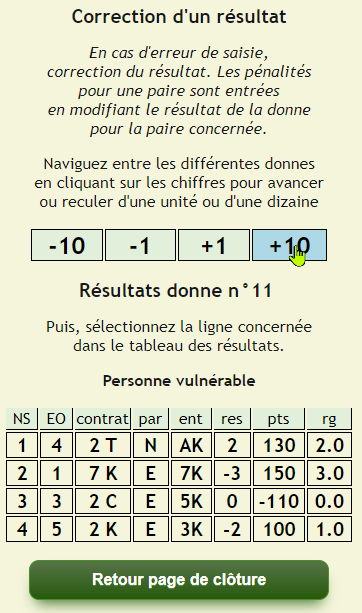 Correction d'un résultat
En cas d'erreur de saisie,
correction du résultat. Les pénalités
pour une paire sont entrées
en modifiant le résultat de la donne
pour la paire concernée.
Naviguez entre les différentes donnes
en cliquant sur les chiffres pour avancer
ou reculer d'une unité ou d'une dizaine
-10 -1 +1 +10
Résultats donne n°11
Puis, sélectionnez la ligne concernée
dans le tableau des résultats.
Personne vulnérable
NS EO contrat par ent res pts rg
1 4 2 T N AK 2 130 2.0
2 1 7 K E 7K -3 150 3.0
3 3 2 C E 5K 0 -110 0.0
4 5 2 K E 3K -2 100 1.0
Retour page de clôture